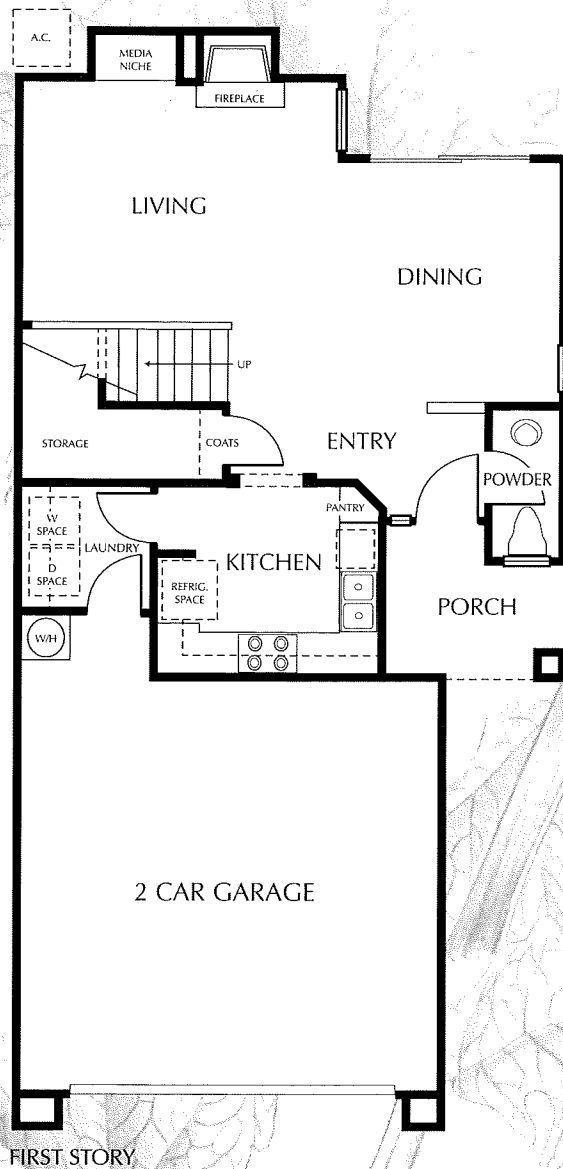 A.C.
MEDIA
NICHE
FIREPLACE
LIVING
DINING
UP
STORAGE
COATS
ENTRY
POWDER
W
SPACE
D
SPACE
LAUNDRY
PANTRY
KITCHEN
REFRIG.
SPACE
PORCH
W/H
2 CAR GARAGE
FIRST STORY